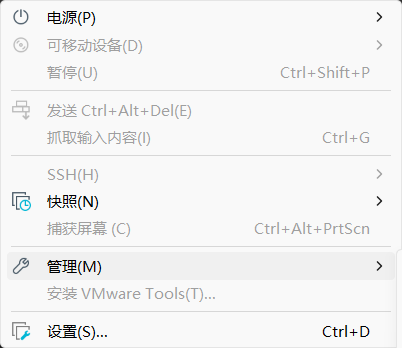 电源(P)
可移动设备(D)
暂停(U) Ctrl+Shift+P
发送 Ctrl+Alt+Del(E)
抓取输入内容(I) Ctrl+G
SSH(H)
快照(N)
捕获屏幕 (C) Ctrl+Alt+PrtScn
管理(M)
安装 VMware Tools(T)...
设置(S)... Ctrl+D